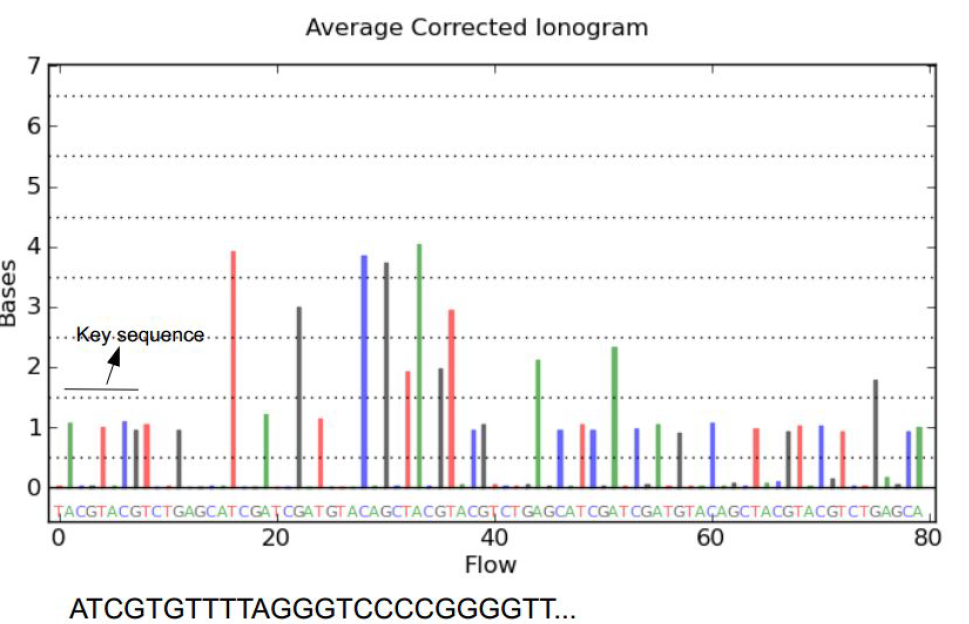 Average Corrected Ionogram
7
6
5
4
3
2
1
0
Bases
Key sequence
TACGTACGTCTGAGCATCGATCGATGTACAGCTACGTACGTCTGAGCATCGATCGATGTACAGCTACGTACGTCTGAGCA
0 20 40 60 80
Flow
ATCGTGTTTTAGGGTCCCCGGGGTT...